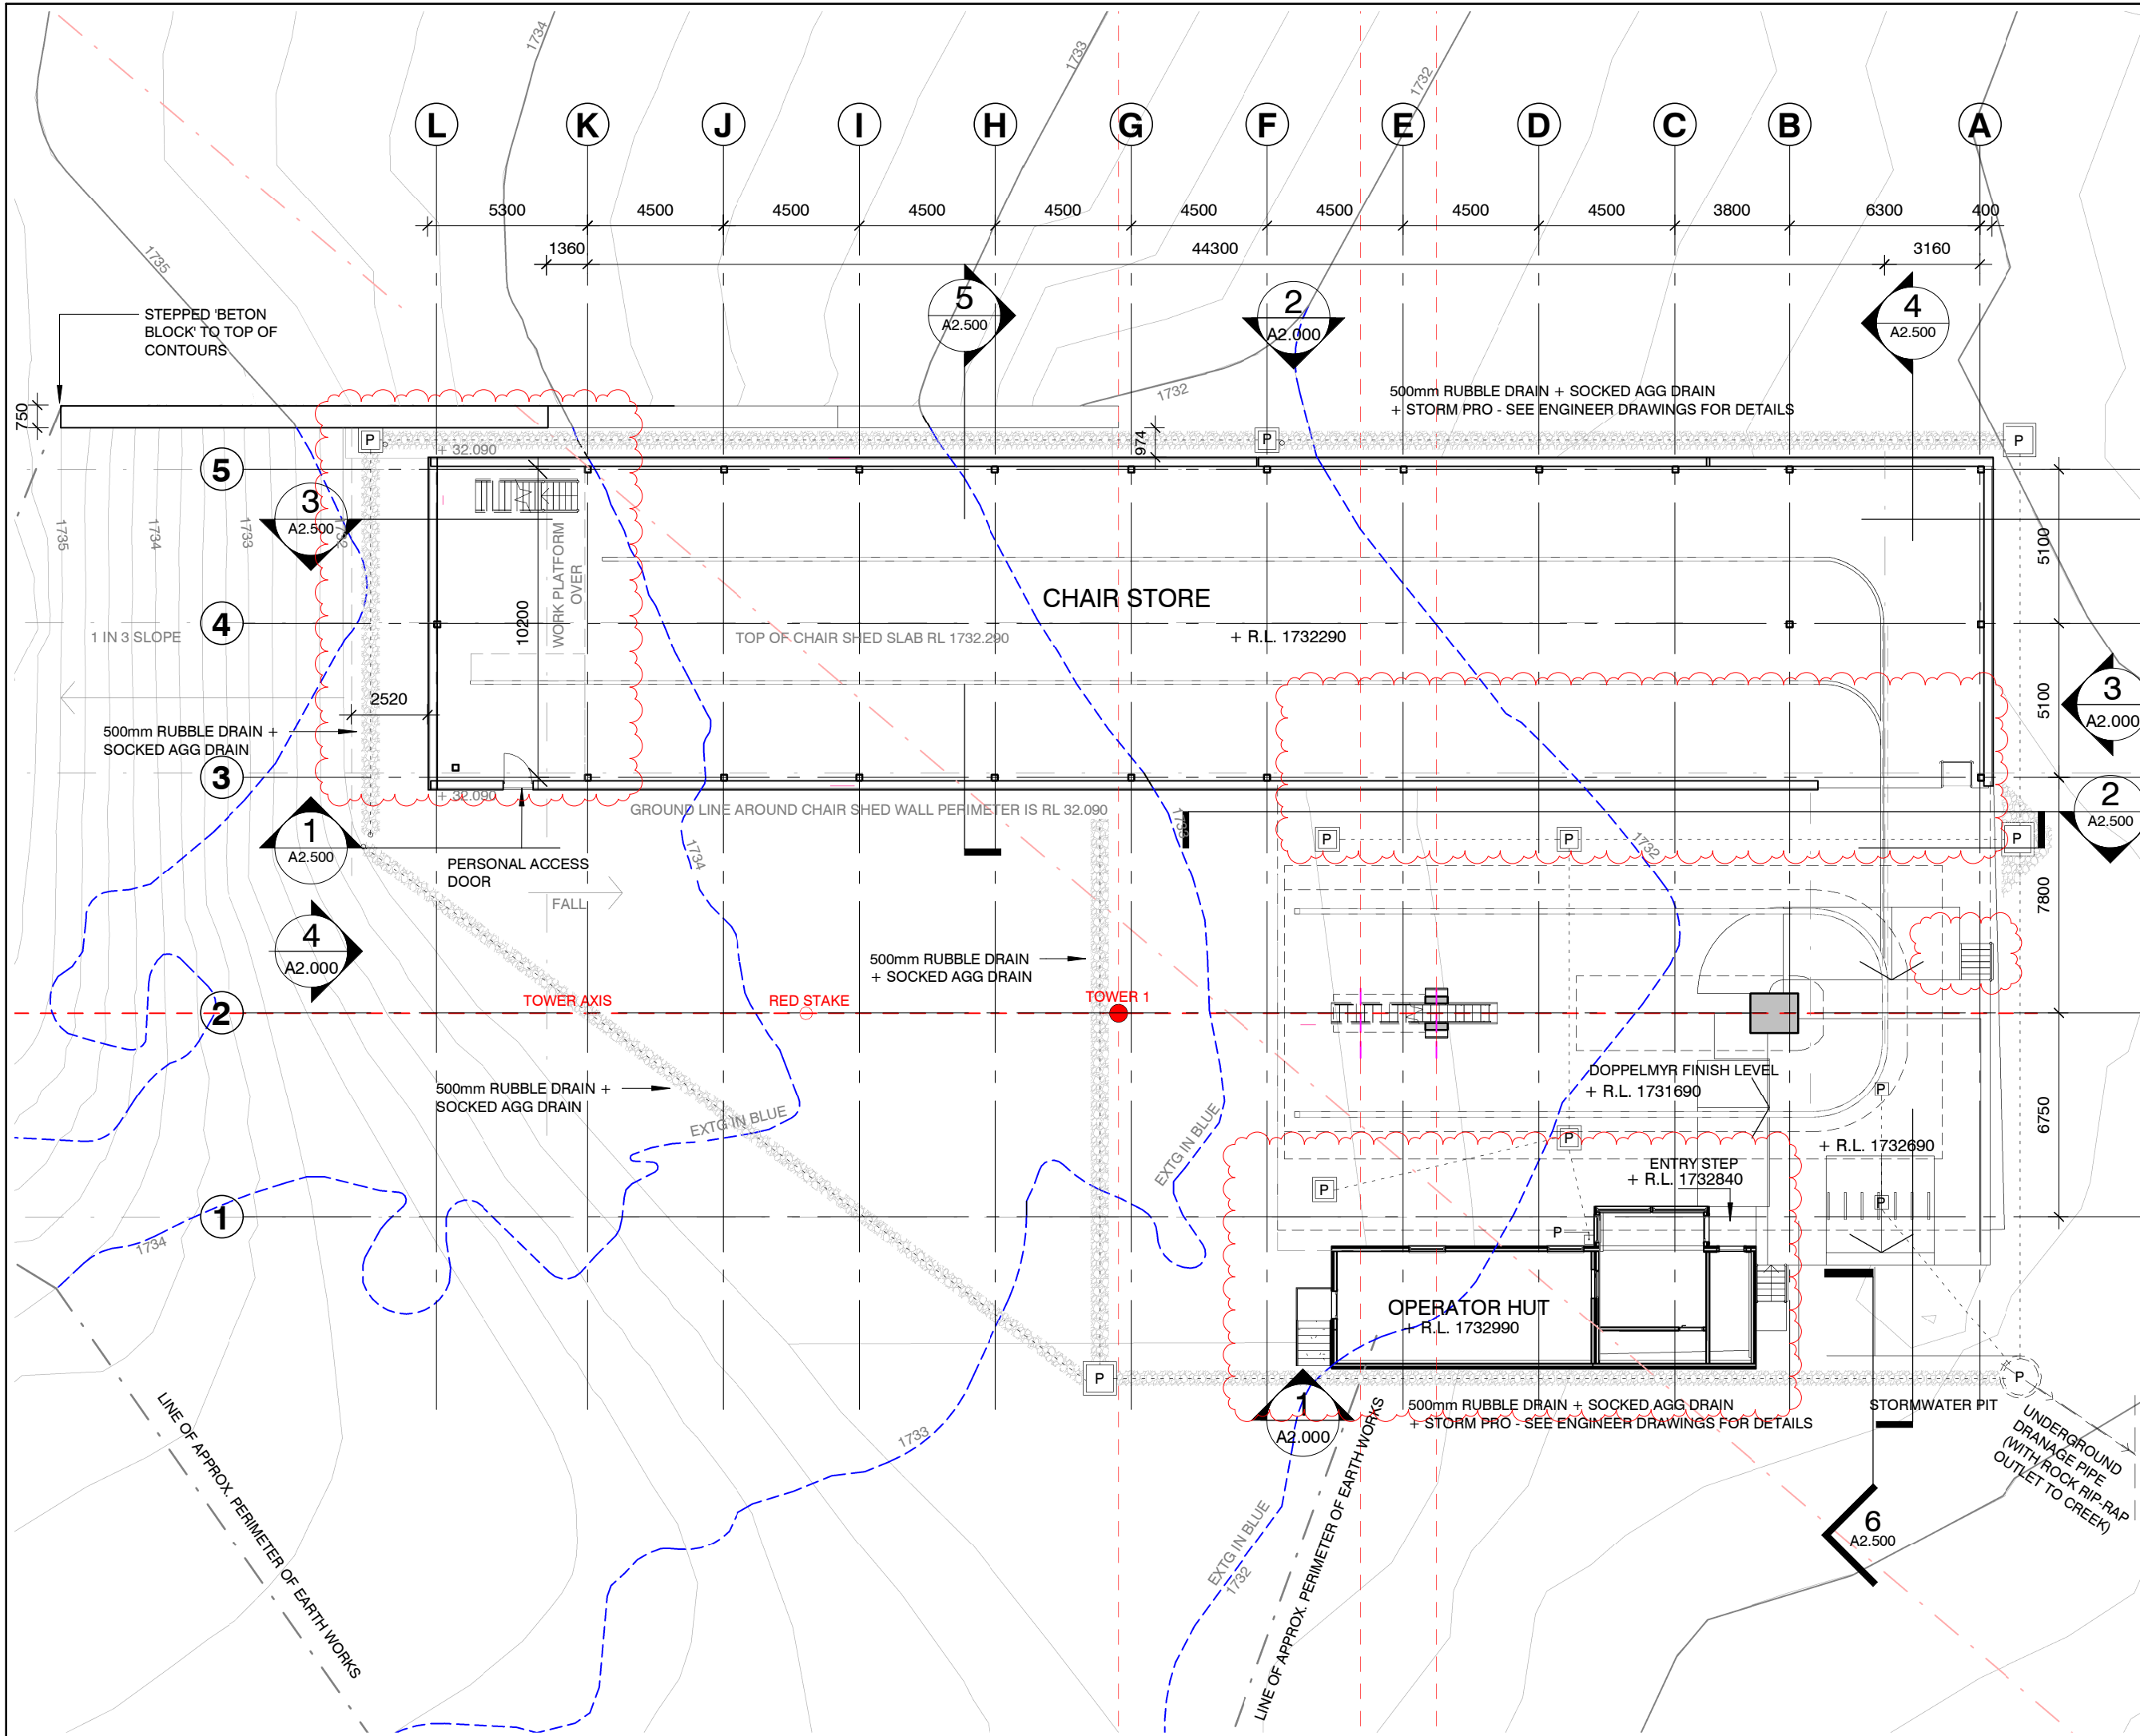 1734
1733
1732
L
K
J
I
H
G
F
E
D
C
B
A
5300
4500
4500
4500
4500
4500
4500
4500
4500
3800
6300
400
1360
44300
3160
1735
STEPPED 'BETON
BLOCK' TO TOP OF
CONTOURS
5
A2.500
2
A2.000
4
A2.500
1732
500mm RUBBLE DRAIN + SOCKED AGG DRAIN
+ STORM PRO - SEE ENGINEER DRAWINGS FOR DETAILS
750
P
P
P
974
+ 32.090
5
3
A2.500
1735
1734
1733
1732
WORK PLATFORM
OVER
10200
5100
CHAIR STORE
4
1 IN 3 SLOPE
TOP OF CHAIR SHED SLAB RL 1732.290
+ R.L. 1732290
2520
5100
3
A2.000
500mm RUBBLE DRAIN +
SOCKED AGG DRAIN
3
+ 32.090
GROUND LINE AROUND CHAIR SHED WALL PERIMETER IS RL 32.090
2
A2.500
1
A2.500
1733
P
P
P
1732
1734
PERSONAL ACCESS
DOOR
FALL
7800
4
A2.000
500mm RUBBLE DRAIN
+ SOCKED AGG DRAIN
2
TOWER AXIS
RED STAKE
TOWER 1
DOPPELMYR FINISH LEVEL
+ R.L. 1731690
P
500mm RUBBLE DRAIN +
SOCKED AGG DRAIN
EXTG IN BLUE
EXTG IN BLUE
6750
P
+ R.L. 1732690
ENTRY STEP
+ R.L. 1732840
P
P
1
1734
P
OPERATOR HUT
+ R.L. 1732990
P
P
1
A2.000
500mm RUBBLE DRAIN + SOCKED AGG DRAIN
+ STORM PRO - SEE ENGINEER DRAWINGS FOR DETAILS
STORMWATER PIT
UNDERGROUND
DRANAGE PIPE
(WITH ROCK RIP-RAP
OUTLET TO CREEK)
1733
LINE OF APPROX. PERIMETER OF EARTH WORKS
EXTG IN BLUE
1732
LINE OF APPROX. PERIMETER OF EARTH WORKS
6
A2.500